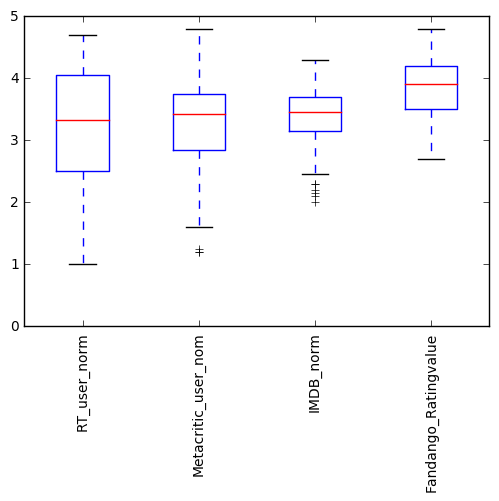 5
4
3
2
1
0
RT_user_norm
Metacritic_user_nom
IMDB_norm
Fandango_Ratingvalue